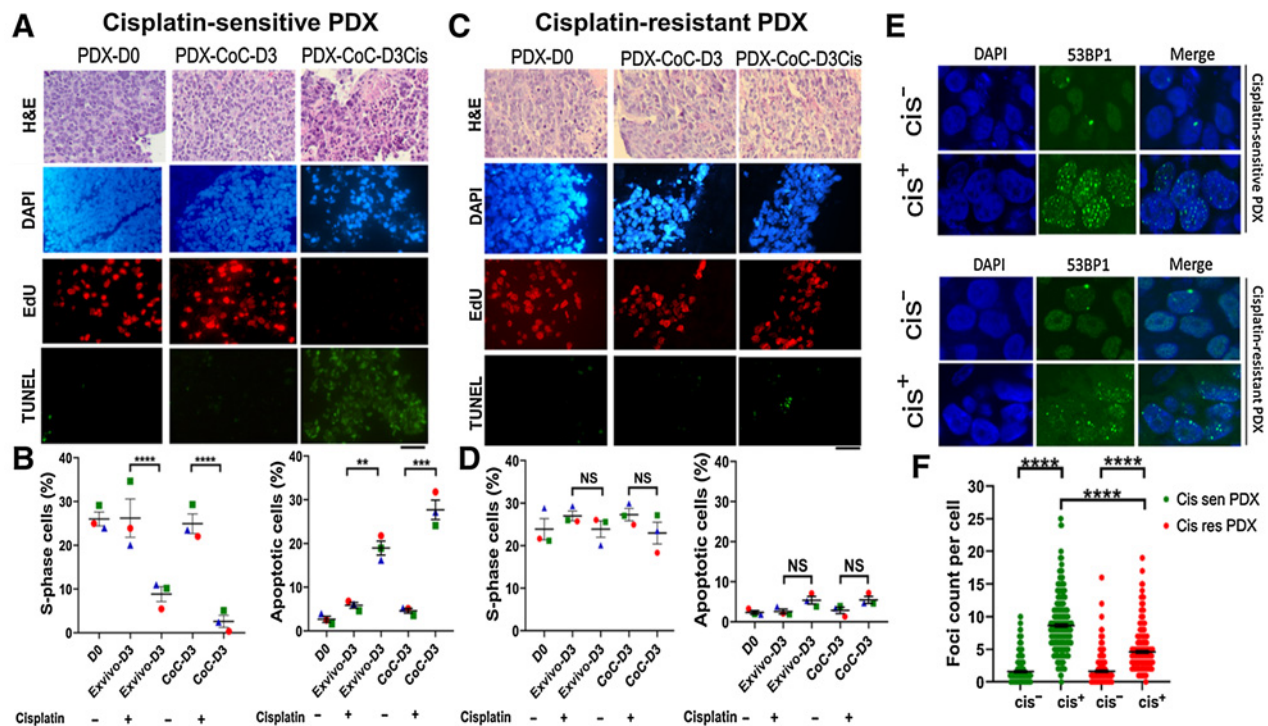 A
Cisplatin-sensitive PDX
PDX-D0 PDX-CoC-D3 PDX-CoC-D3Cis
H&E
DAPI
EdU
TUNEL
B
S-phase cells (%)
40
30
20
10
0
****
****
D0 Exvivo-D3 Exvivo-D3 CoC-D3 CoC-D3
Cisplatin – + – +
Apoptotic cells (%)
40
30
20
10
0
**
***
D0 Exvivo-D3 Exvivo-D3 CoC-D3 CoC-D3
Cisplatin – + – +
C
Cisplatin-resistant PDX
PDX-D0 PDX-CoC-D3 PDX-CoC-D3Cis
H&E
DAPI
EdU
TUNEL
D
S-phase cells (%)
40
30
20
10
0
NS
NS
D0 Exvivo-D3 Exvivo-D3 CoC-D3 CoC-D3
Cisplatin – + – +
Apoptotic cells (%)
40
30
20
10
0
NS
NS
D0 Exvivo-D3 Exvivo-D3 CoC-D3 CoC-D3
Cisplatin – + – +
E
DAPI 53BP1 Merge
cis–
cis+
Cisplatin-sensitive PDX
DAPI 53BP1 Merge
cis–
cis+
Cisplatin-resistant PDX
F
Foci count per cell
30
25
20
15
10
5
0
**** ****
****
Cis sen PDX
Cis res PDX
cis– cis+ cis– cis+